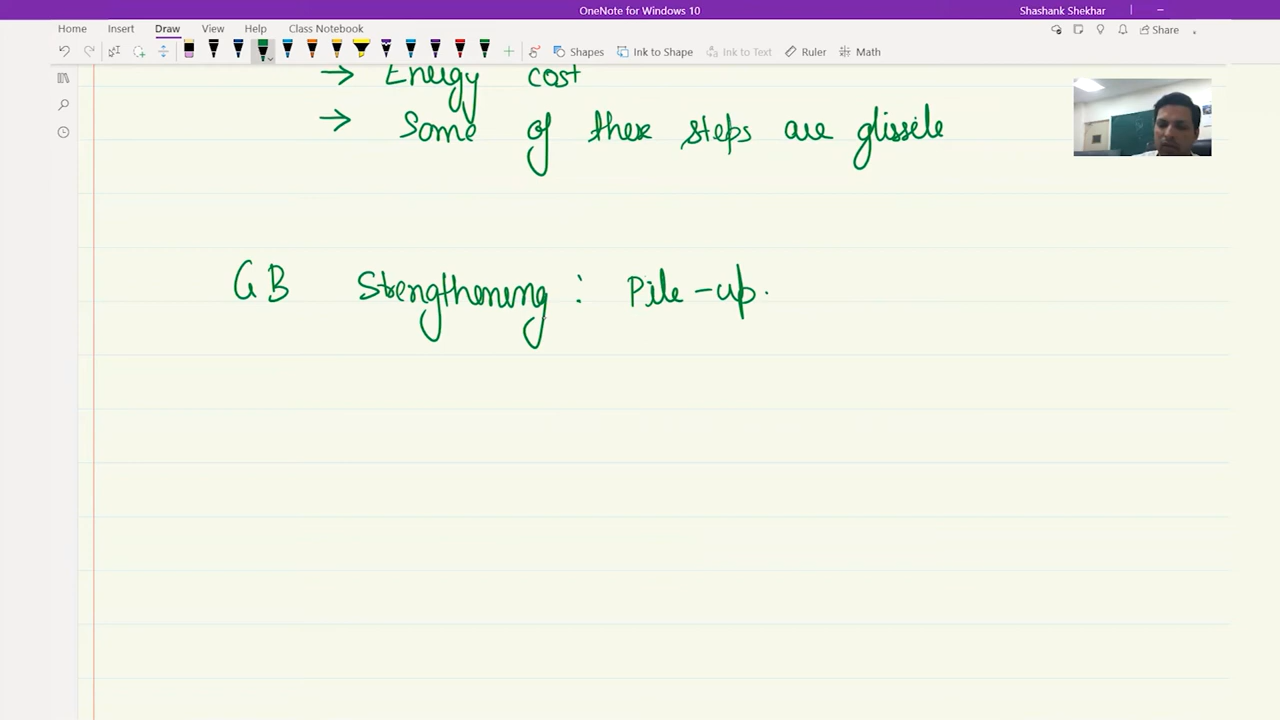 OneNote for Windows 10
Shashank Shekhar
Home Insert Draw View Help Class Notebook
Share
Shapes Ink to Shape Ink to Text Ruler Math
→ Energy cost
→ Some of these steps are glissile
GB Strengthening : Pile-up.